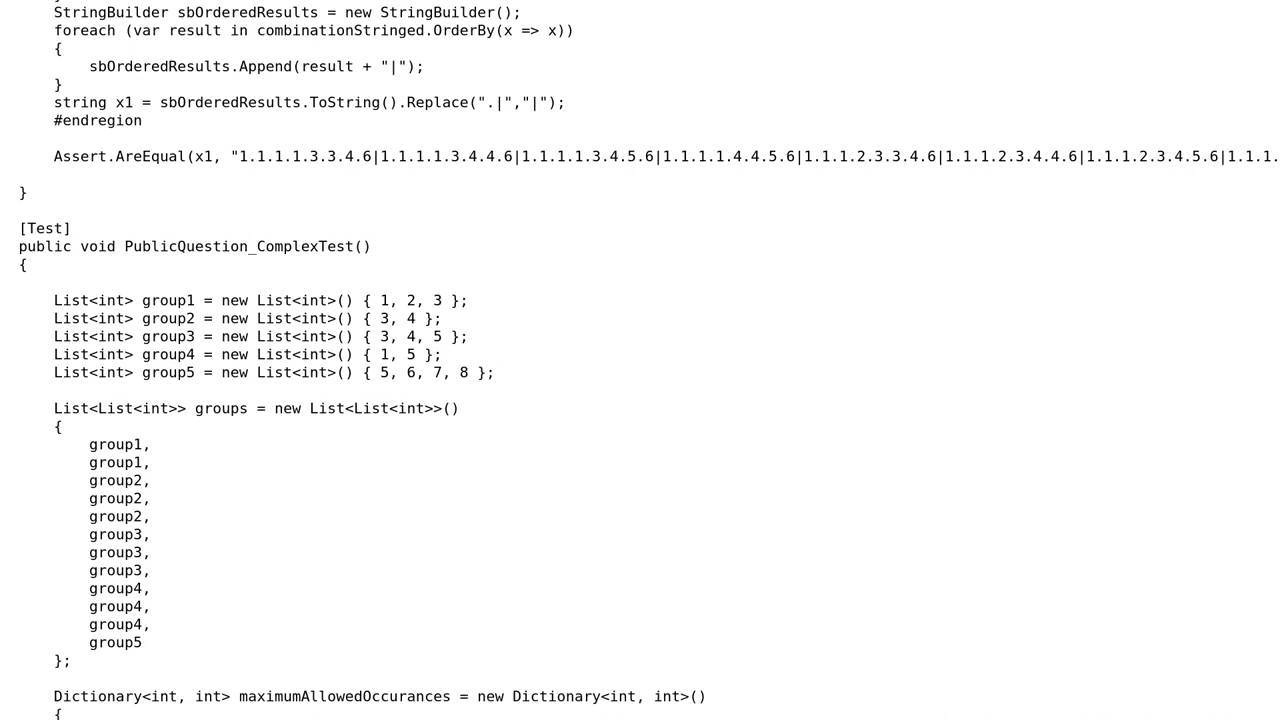 StringBuilder sbOrderedResults = new StringBuilder();
foreach (var result in combinationStringed.OrderBy(x => x))
{
sbOrderedResults.Append(result + "|");
}
string x1 = sbOrderedResults.ToString().Replace(".|","|");
#endregion
Assert.AreEqual(x1, "1.1.1.1.3.3.4.6|1.1.1.1.3.4.4.6|1.1.1.1.3.4.5.6|1.1.1.1.4.4.5.6|1.1.1.2.3.3.4.6|1.1.1.2.3.4.4.6|1.1.1.2.3.4.5.6|1.1.1.
}
[Test]
public void PublicQuestion_ComplexTest()
{
List<int> group1 = new List<int>() { 1, 2, 3 };
List<int> group2 = new List<int>() { 3, 4 };
List<int> group3 = new List<int>() { 3, 4, 5 };
List<int> group4 = new List<int>() { 1, 5 };
List<int> group5 = new List<int>() { 5, 6, 7, 8 };
List<List<int>> groups = new List<List<int>>()
{
group1,
group1,
group2,
group2,
group2,
group3,
group3,
group3,
group4,
group4,
group4,
group5
};
Dictionary<int, int> maximumAllowedOccurances = new Dictionary<int, int>()
{